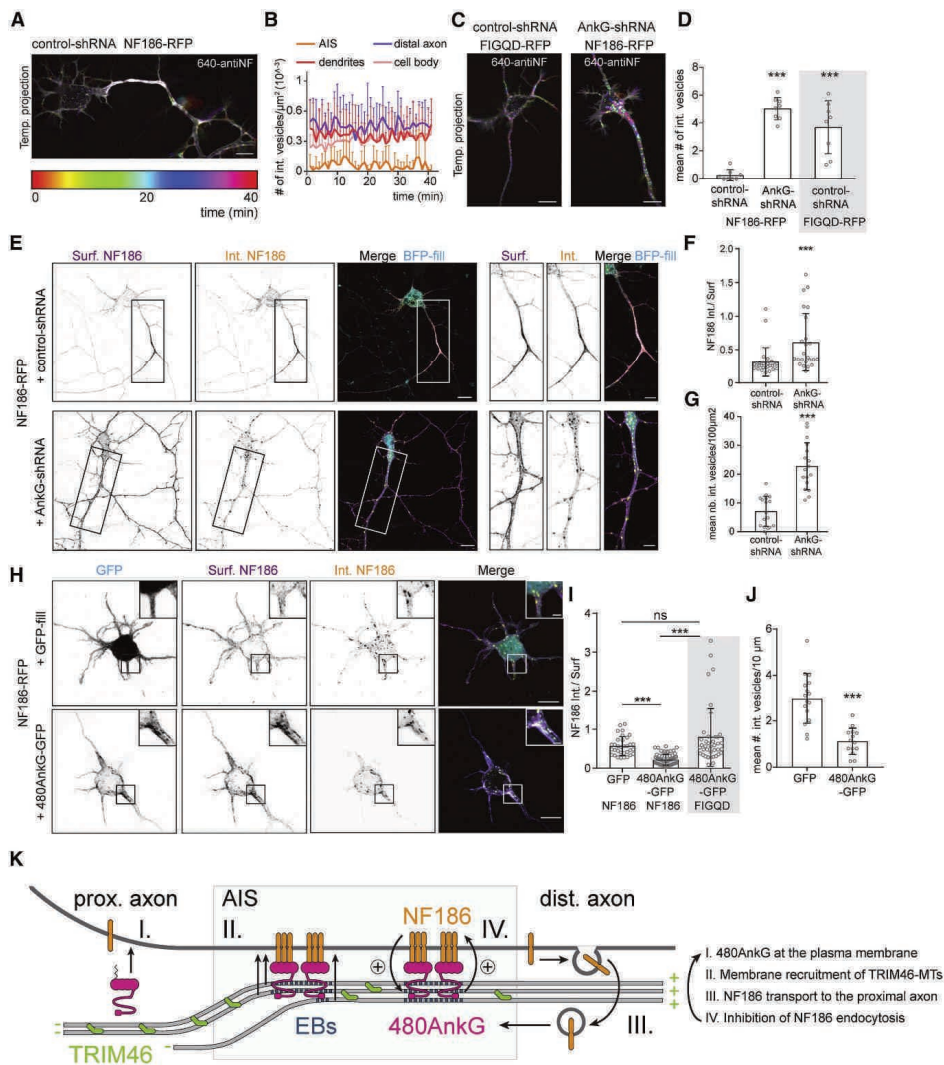 A
control-shRNA NF186-RFP
640-antiNF
Temp. projection
0 20 40
time (min)
B
AIS
distal axon
dendrites
cell body
# of int. vesicles/µm² (10^-3)
1
0.3
0
0 10 20 30 40
time (min)
C
control-shRNA
FIGQD-RFP
AnkG-shRNA
NF186-RFP
640-antiNF
640-antiNF
Temp. projection
D
mean # of int. vesicles
10
8
6
4
2
0
***
***
control-shRNA
AnkG-shRNA
control-shRNA
NF186-RFP
FIGQD-RFP
E
Surf. NF186
Int. NF186
Merge BFP-fill
Surf.
Int.
Merge BFP-fill
NF186-RFP
+ control-shRNA
+ AnkG-shRNA
F
***
NF186 Int./ Surf
2.0
1.5
1.0
0.5
0.0
control-shRNA
AnkG-shRNA
G
***
mean nb. int. vesicles/100µm2
40
30
20
10
0
control-shRNA
AnkG-shRNA
H
GFP
Surf. NF186
Int. NF186
Merge
NF186-RFP
+ GFP-fill
+ 480AnkG-GFP
I
ns
***
***
NF186 Int./ Surf
4
3
2
1
0
GFP
480AnkG
-GFP
480AnkG
-GFP
NF186
NF186
FIGQD
J
mean #. int. vesicles/10 µm
6
4
2
0
***
GFP
480AnkG
-GFP
K
prox. axon
AIS
dist. axon
I.
II.
NF186
IV.
+
+
III.
EBs
480AnkG
TRIM46
-
-
+
+
+
I. 480AnkG at the plasma membrane
II. Membrane recruitment of TRIM46-MTs
III. NF186 transport to the proximal axon
IV. Inhibition of NF186 endocytosis